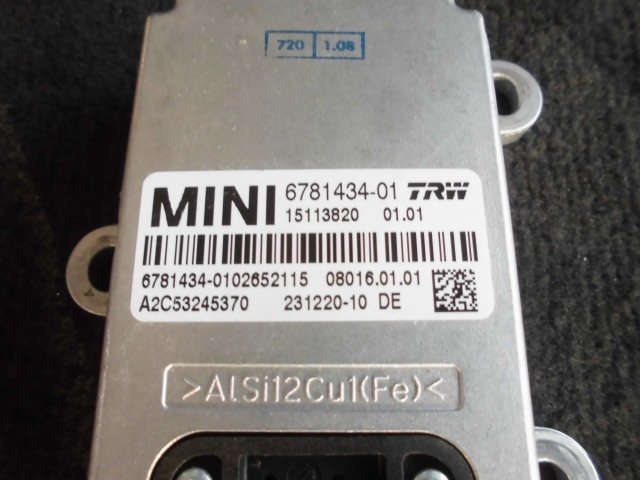 720 1.08
MINI 6781434-01 TRW
15113820 01.01
6781434-0102652115 08016.01.01
A2C53245370 231220-10 DE
>AlSi12Cu1(Fe)<